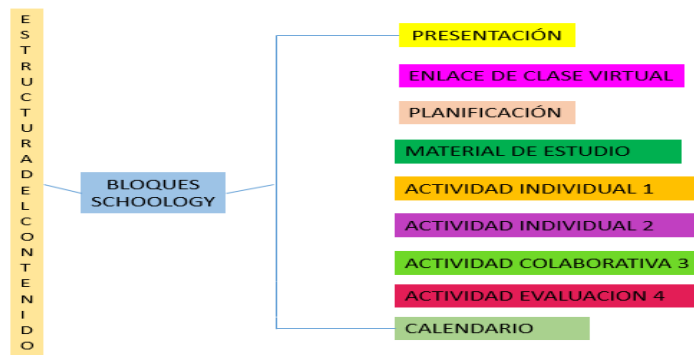 ESTRUCTURADELCONTENIDO
BLOQUES
SCHOOLOGY
PRESENTACIÓN
ENLACE DE CLASE VIRTUAL
PLANIFICACIÓN
MATERIAL DE ESTUDIO
ACTIVIDAD INDIVIDUAL 1
ACTIVIDAD INDIVIDUAL 2
ACTIVIDAD COLABORATIVA 3
ACTIVIDAD EVALUACION 4
CALENDARIO